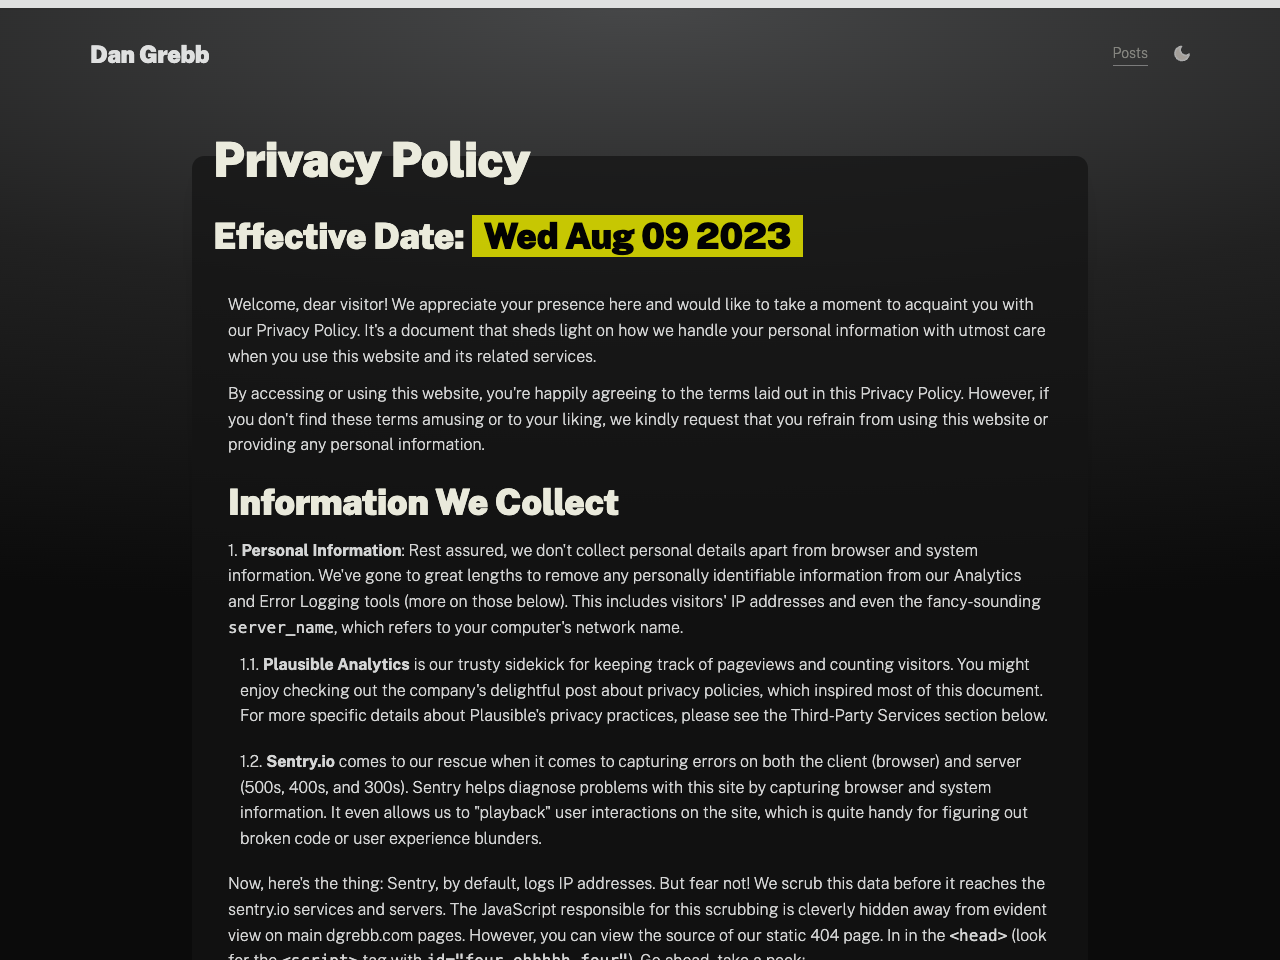 Dan Grebb
Posts
Privacy Policy
Effective Date: Wed Aug 09 2023
Welcome, dear visitor! We appreciate your presence here and would like to take a moment to acquaint you with
our Privacy Policy. It's a document that sheds light on how we handle your personal information with utmost care
when you use this website and its related services.
By accessing or using this website, you're happily agreeing to the terms laid out in this Privacy Policy. However, if
you don't find these terms amusing or to your liking, we kindly request that you refrain from using this website or
providing any personal information.
Information We Collect
1. Personal Information: Rest assured, we don't collect personal details apart from browser and system
information. We've gone to great lengths to remove any personally identifiable information from our Analytics
and Error Logging tools (more on those below). This includes visitors' IP addresses and even the fancy-sounding
server_name, which refers to your computer's network name.
1.1. Plausible Analytics is our trusty sidekick for keeping track of pageviews and counting visitors. You might
enjoy checking out the company's delightful post about privacy policies, which inspired most of this document.
For more specific details about Plausible's privacy practices, please see the Third-Party Services section below.
1.2. Sentry.io comes to our rescue when it comes to capturing errors on both the client (browser) and server
(500s, 400s, and 300s). Sentry helps diagnose problems with this site by capturing browser and system
information. It even allows us to "playback" user interactions on the site, which is quite handy for figuring out
broken code or user experience blunders.
Now, here's the thing: Sentry, by default, logs IP addresses. But fear not! We scrub this data before it reaches the
sentry.io services and servers. The JavaScript responsible for this scrubbing is cleverly hidden away from evident
view on main dgrebb.com pages. However, you can view the source of our static 404 page. In in the <head> (look
for the <script> tag with id="four-ohhhhh-four"). Go ahead, take a peek: